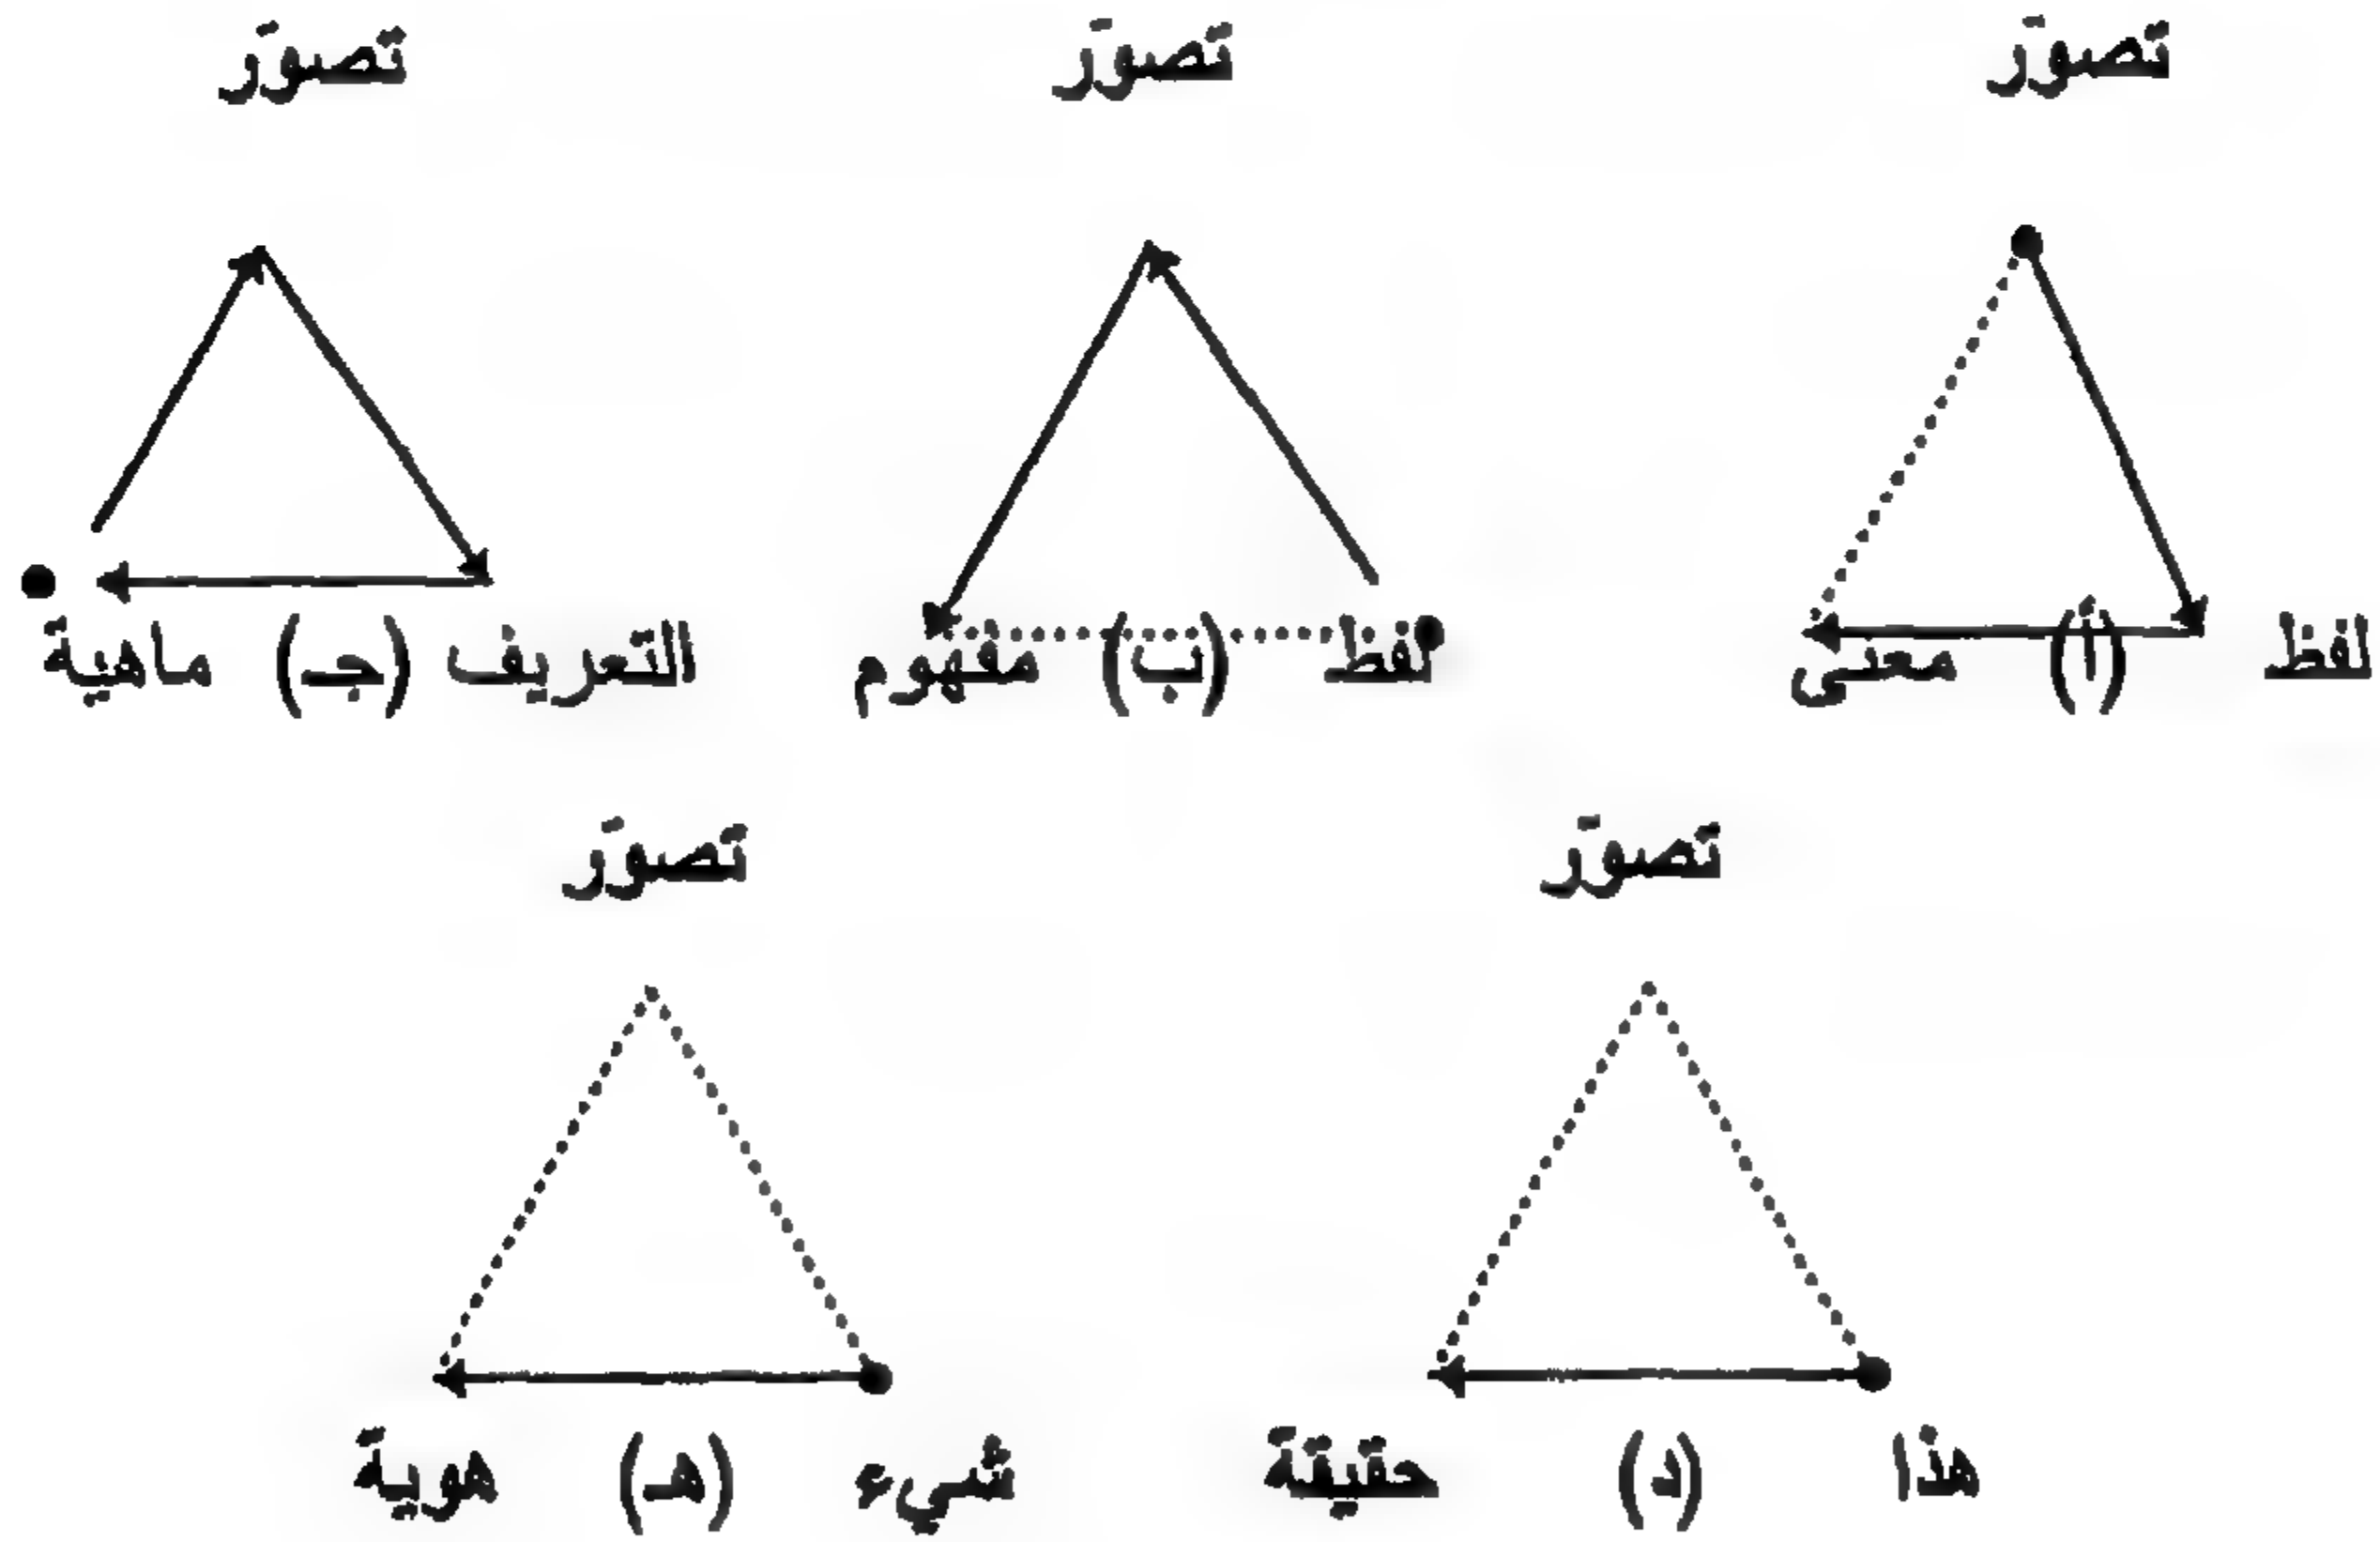 تصوّر تصوّر تصوّر
لفظ (أ) معنى لفظ (ب) مفهوم التعريف (جـ) ماهية
تصوّر تصوّر
هذا (د) حقيقة شيء (هـ) هوية